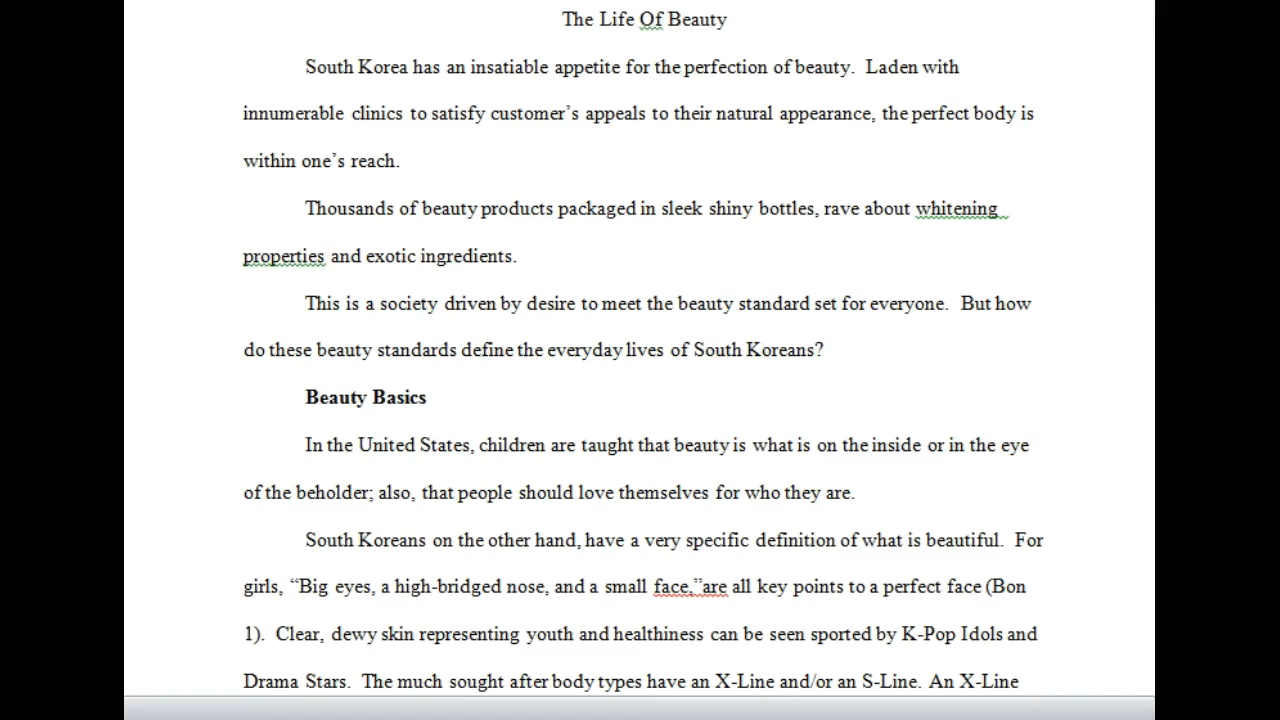 The Life Of Beauty
South Korea has an insatiable appetite for the perfection of beauty.  Laden with
innumerable clinics to satisfy customer’s appeals to their natural appearance, the perfect body is
within one’s reach.
Thousands of beauty products packaged in sleek shiny bottles, rave about whitening
properties and exotic ingredients.
This is a society driven by desire to meet the beauty standard set for everyone.  But how
do these beauty standards define the everyday lives of South Koreans?
Beauty Basics
In the United States, children are taught that beauty is what is on the inside or in the eye
of the beholder; also, that people should love themselves for who they are.
South Koreans on the other hand, have a very specific definition of what is beautiful.  For
girls, “Big eyes, a high-bridged nose, and a small face,”are all key points to a perfect face (Bon
1).  Clear, dewy skin representing youth and healthiness can be seen sported by K-Pop Idols and
Drama Stars.  The much sought after body types have an X-Line and/or an S-Line. An X-Line